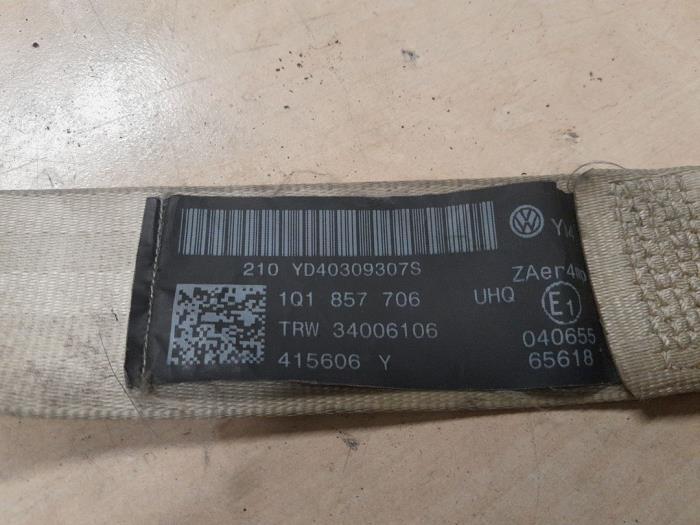 210 YD40309307S
ZAer4
1Q1 857 706 UHQ E1
TRW 34006106 040655
415606 Y 65618